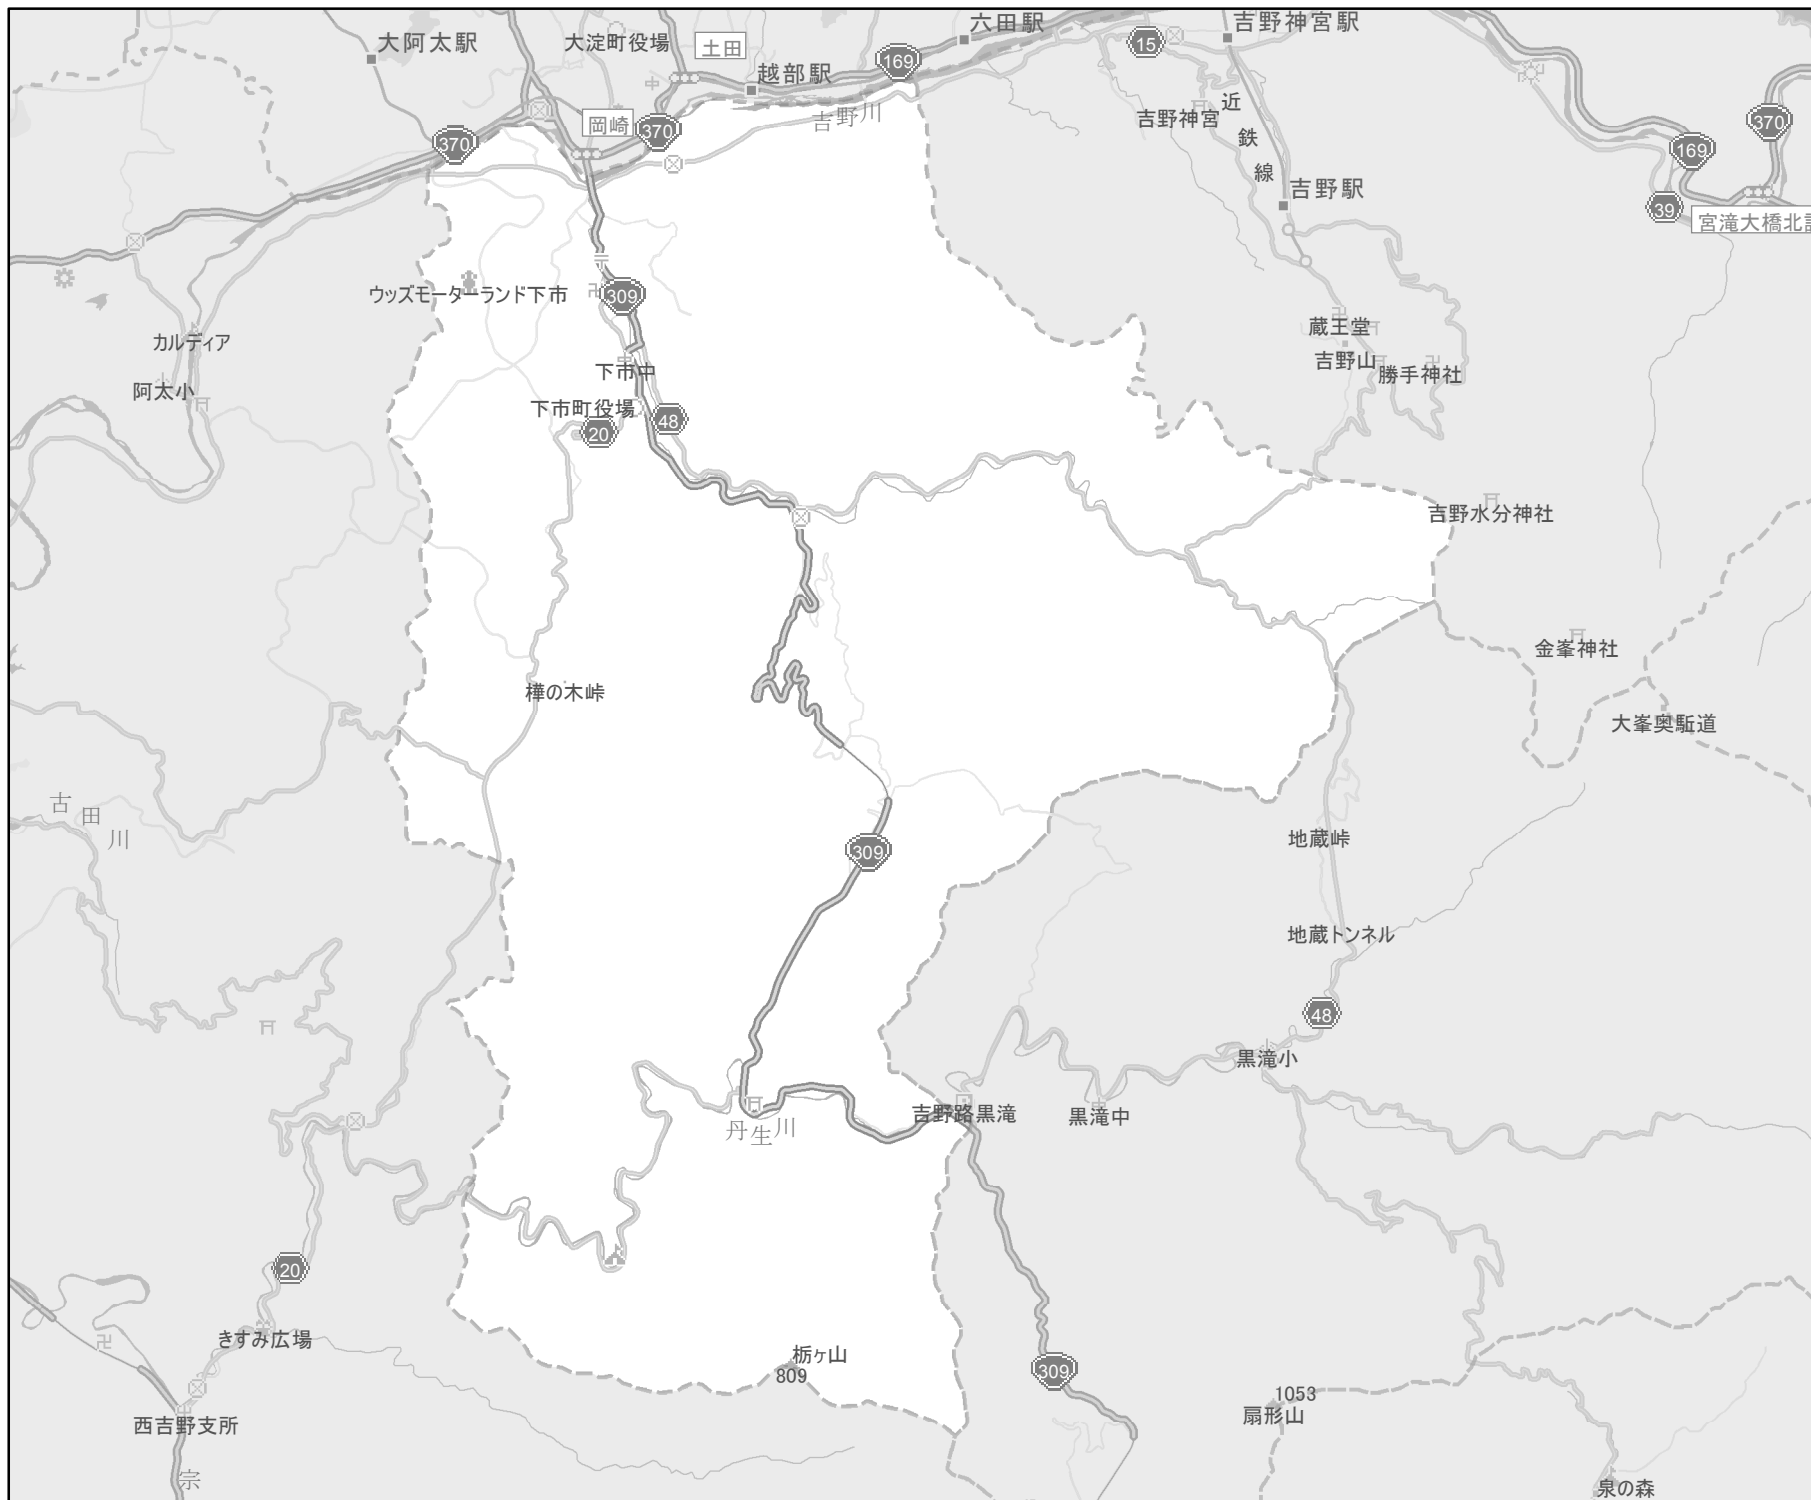 六田駅
吉野神宮駅
大阿太駅
大淀町役場
土田
15
169
越部駅
近鉄線
吉野神宮
吉野川
岡崎
370
370
370
169
吉野駅
39
宮滝大橋北詰
ウッズモーターランド下市
309
蔵王堂
カルディア
吉野山
下市中
勝手神社
阿太小
下市町役場
48
20
吉野水分神社
金峯神社
樺の木峠
大峯奥駈道
古田川
地蔵峠
309
地蔵トンネル
48
黒滝小
吉野路黒滝
黒滝中
丹生川
20
きすみ広場
栃ヶ山
809
309
1053
扇形山
西吉野支所
宗
泉の森